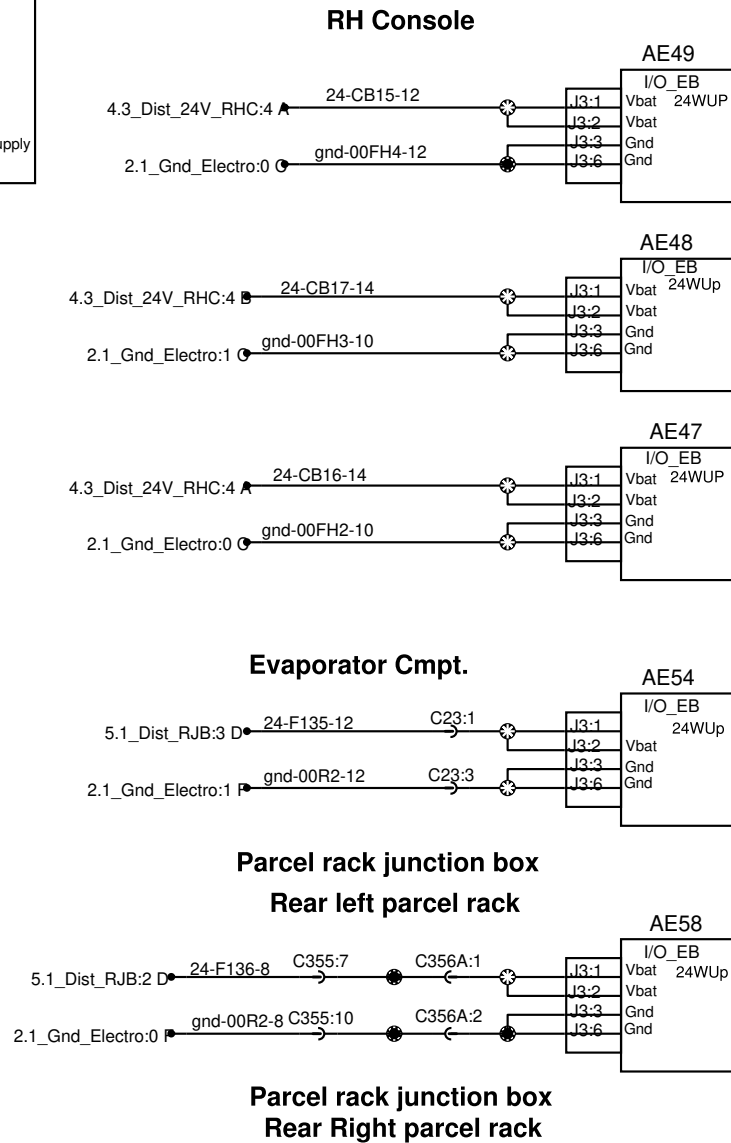 RH Console
AE49
I/O_EB
24-CB15-12
4.3_Dist_24V_RHC:4 A
J3:1 Vbat 24WUP
J3:2 Vbat
gnd-00FH4-12
J3:3 Gnd
upply
2.1_Gnd_Electro:0 C
J3:6 Gnd
AE48
I/O_EB
24-CB17-14
24WUp
4.3_Dist_24V_RHC:4 B
J3:1 Vbat
J3:2 Vbat
gnd-00FH3-10
J3:3 Gnd
2.1_Gnd_Electro:1 C
J3:6 Gnd
AE47
I/O_EB
24-CB16-14
4.3_Dist_24V_RHC:4 A
J3:1 Vbat 24WUP
J3:2 Vbat
gnd-00FH2-10
J3:3 Gnd
2.1_Gnd_Electro:0 C
J3:6 Gnd
Evaporator Cmpt.
AE54
I/O_EB
24-F135-12 C23:1
5.1_Dist_RJB:3 D
J3:1 24WUp
J3:2 Vbat
gnd-00R2-12 C23:3
J3:3 Gnd
2.1_Gnd_Electro:1 F
J3:6 Gnd
Parcel rack junction box
Rear left parcel rack
AE58
I/O_EB
24-F136-8 C355:7 C356A:1
5.1_Dist_RJB:2 D
J3:1 Vbat 24WUp
J3:2 Vbat
gnd-00R2-8 C355:10 C356A:2
J3:3 Gnd
2.1_Gnd_Electro:0 F
J3:6 Gnd
Parcel rack junction box
Rear Right parcel rack